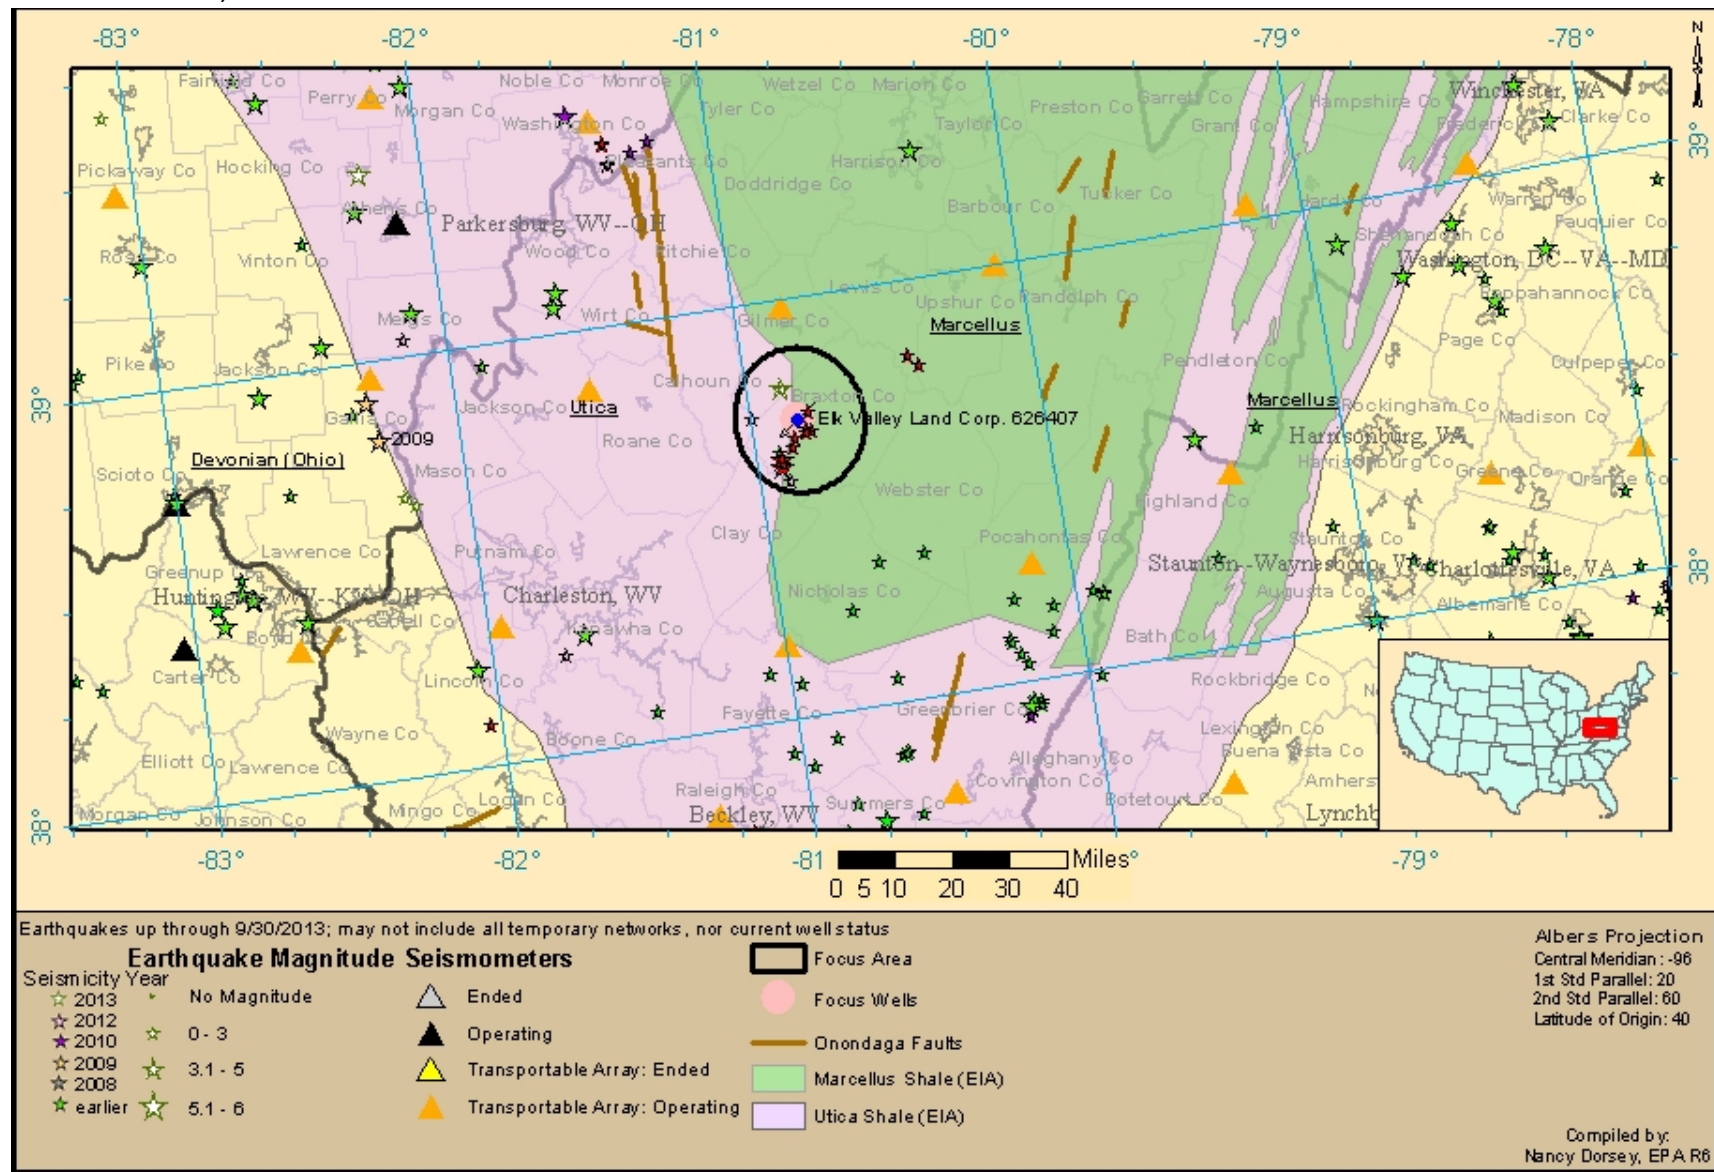 -83° -82° -81° -80° -79° -78°
N
Fairfield Co Perry Co Noble Co Monroe Co Wetzel Co Marion Co Garrett Co Hampshire Co Winchester, VA
Morgan Co Washington Co Tyler Co Taylor Co Preston Co Grant Co Frederick Clarke Co
39° 39°
Pickaway Co Hocking Co Pleasants Co Doddridge Co Harrison Co Tucker Co Hardy Co Warren Co
Athens Co Parkersburg, WV--OH Barbour Co Shenandoah Co Fauquier Co
Ross Co Vinton Co Wood Co Ritchie Co Washington, DC--VA--MD
Meigs Co Wirt Co Gilmer Co Lewis Co Upshur Co Randolph Co Rappahannock Co
Marcellus
Pike Co Jackson Co Calhoun Co Braxton Co Pendleton Co Page Co Culpeper Co
Gallia Co Jackson Co Utica Elk Valley Land Corp. 626407 Marcellus Rockingham Co Madison Co
2009 Roane Co Harrisonburg, VA
Devonian (Ohio) Harrisonburg Co Greene Co Orange Co
Scioto Co Mason Co Webster Co Highland Co
Clay Co Pocahontas Co Staunton Co
Lawrence Co Putnam Co
Greenup Co Staunton--Waynesboro, VA Charlottesville, VA
38° 38°
Huntington, WV--KY--OH Charleston, WV Nicholas Co Augusta Co Albemarle Co
Boyd Co Cabell Co Kanawha Co Bath Co
Carter Co Lincoln Co Rockbridge Co
Wayne Co Boone Co Fayette Co Greenbrier Co Lexington Co
Elliott Co Lawrence Co Alleghany Co Buena Vista Co
Raleigh Co Covington Co Amherst
Morgan Co Johnson Co Mingo Co Logan Co Beckley, WV Summers Co Botetourt Co Lynchb
-83° -82° -81° -79°
Miles
0 5 10 20 30 40
Earthquakes up through 9/30/2013; may not include all temporary networks, nor current well status
Earthquake Magnitude
Seismicity Year
2013
2012
2010
2009
2008
earlier
No Magnitude
0 - 3
3.1 - 5
5.1 - 6
Seismometers
Ended
Operating
Transportable Array: Ended
Transportable Array: Operating
Focus Area
Focus Wells
Onondaga Faults
Marcellus Shale (EIA)
Utica Shale (EIA)
Albers Projection
Central Meridian: -96
1st Std Parallel: 20
2nd Std Parallel: 60
Latitude of Origin: 40
Compiled by:
Nancy Dorsey, EPA R6